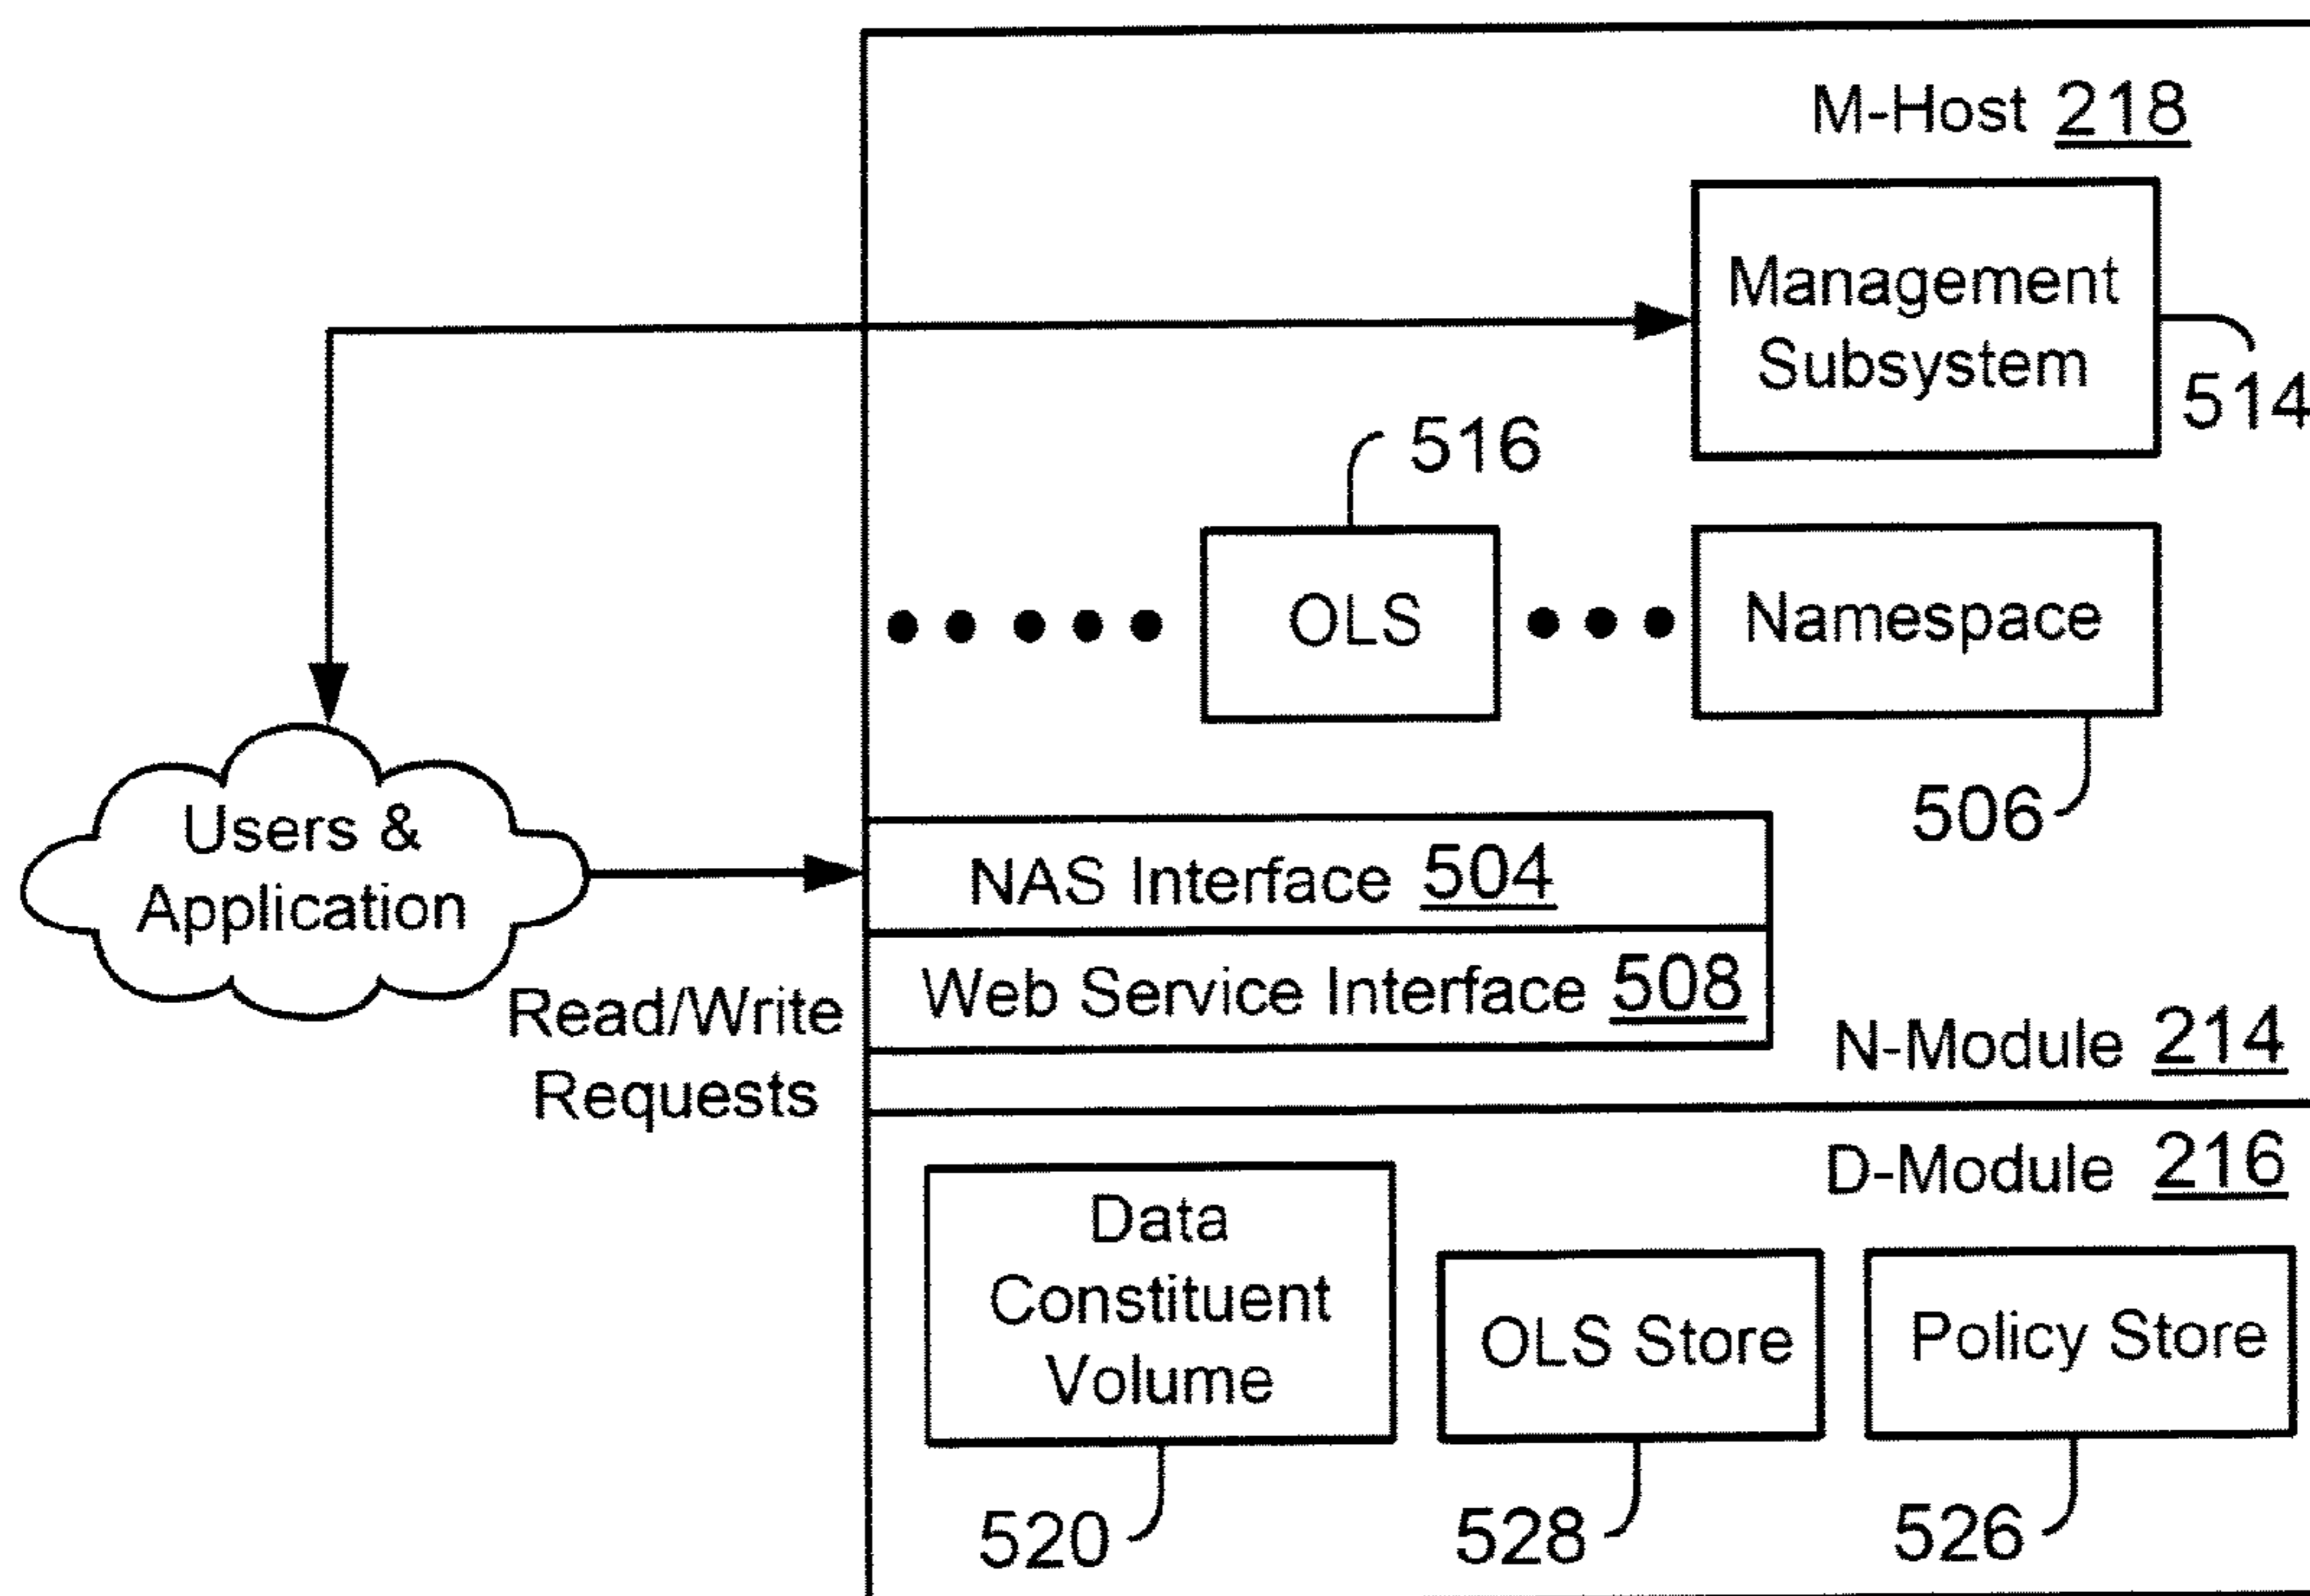 M-Host 218
Management
Subsystem
514
516
OLS
Namespace
506
Users &
Application
Read/Write
Requests
NAS Interface 504
Web Service Interface 508
N-Module 214
D-Module 216
Data
Constituent
Volume
520
OLS Store
528
Policy Store
526